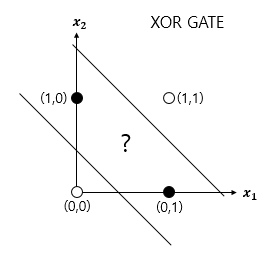 x₂
XOR GATE
(1,0)
(1,1)
?
x₁
(0,0)
(0,1)